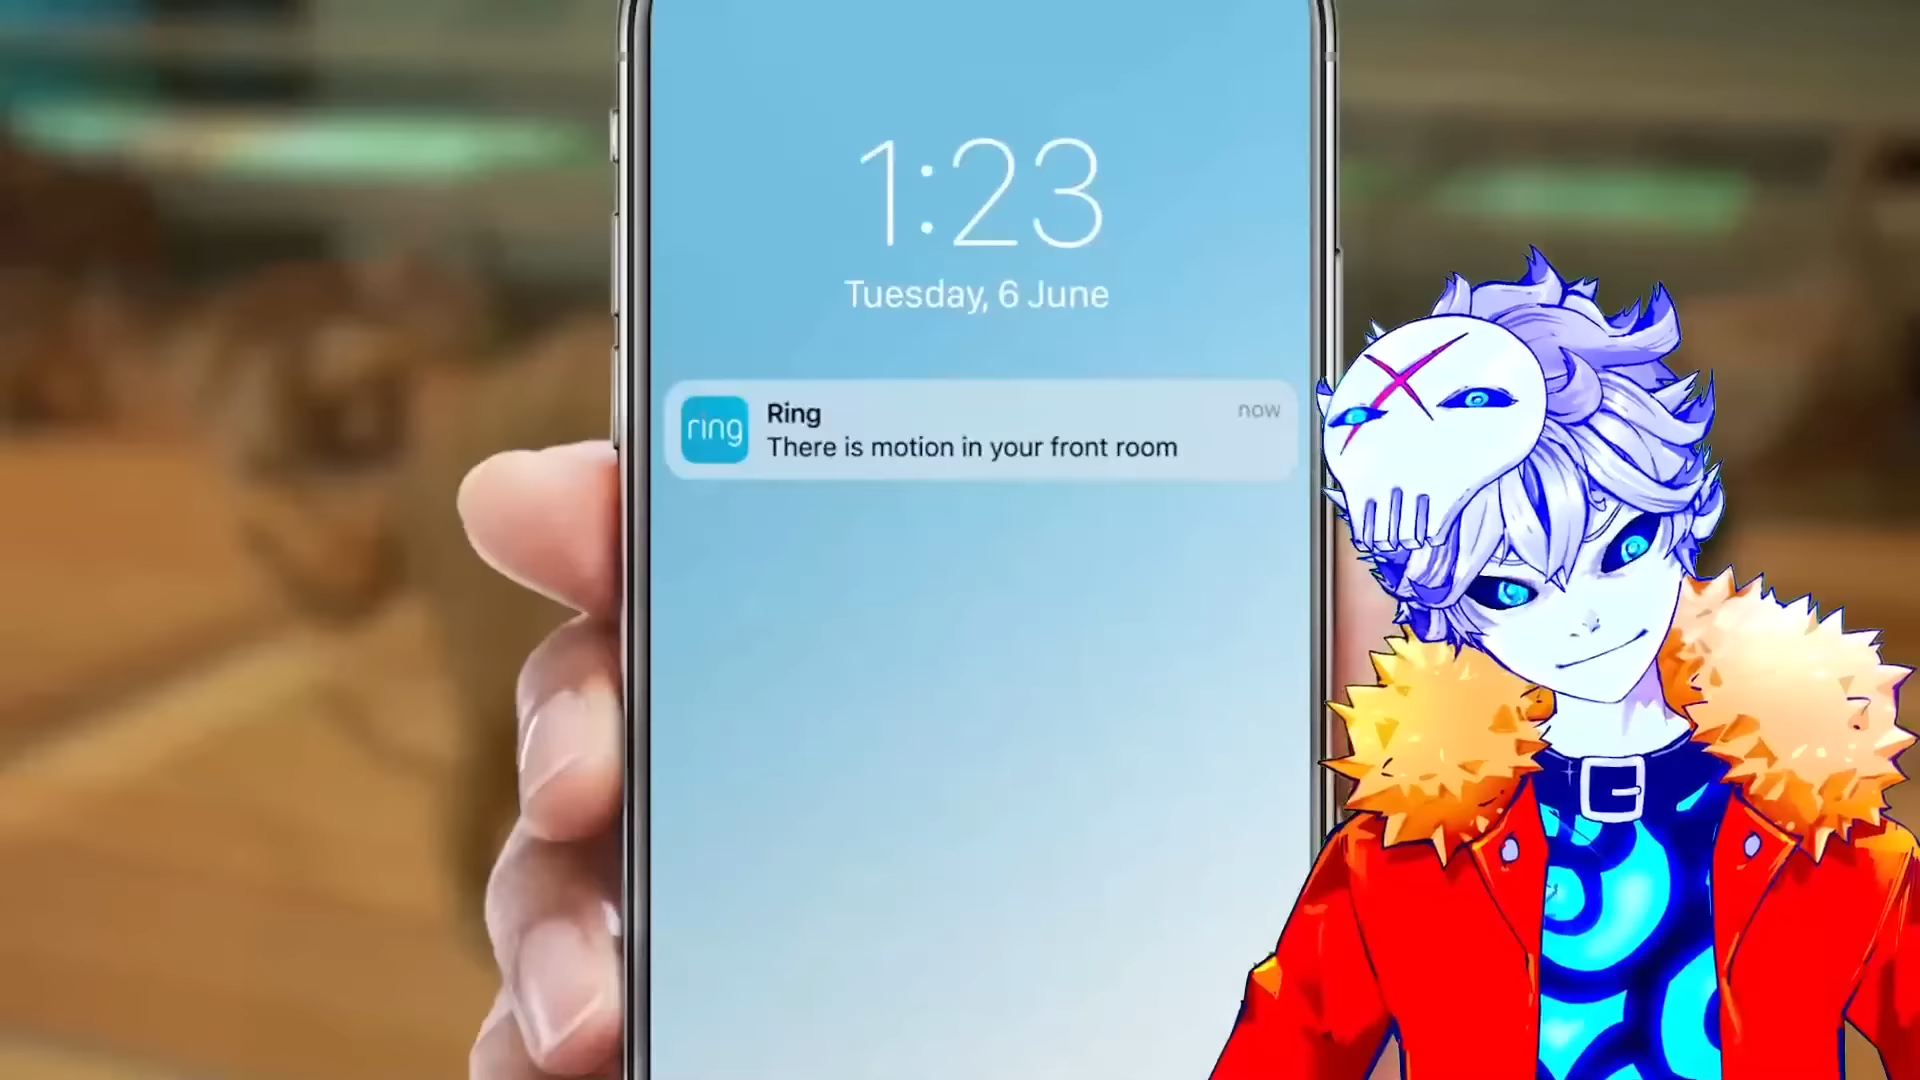 1:23
Tuesday, 6 June
ring
Ring
now
There is motion in your front room